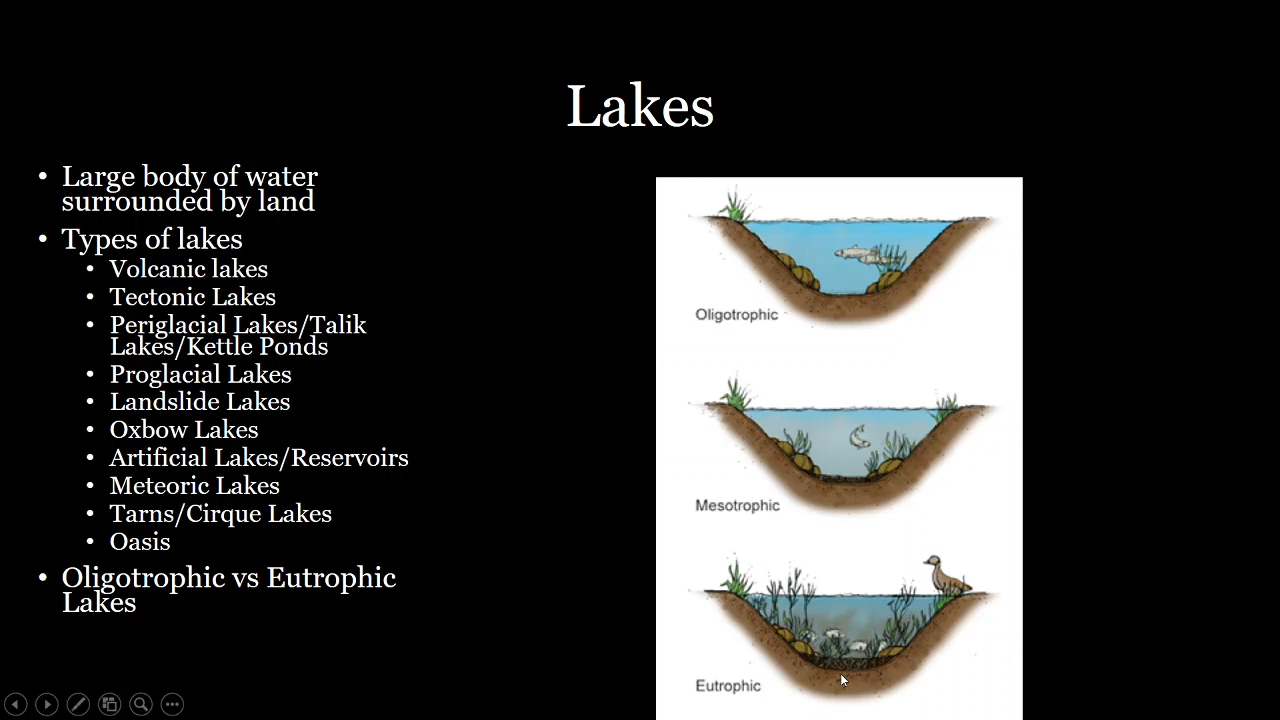 Lakes
• Large body of water
surrounded by land
• Types of lakes
• Volcanic lakes
• Tectonic Lakes
• Periglacial Lakes/Talik
Lakes/Kettle Ponds
• Proglacial Lakes
• Landslide Lakes
• Oxbow Lakes
• Artificial Lakes/Reservoirs
• Meteoric Lakes
• Tarns/Cirque Lakes
• Oasis
• Oligotrophic vs Eutrophic
Lakes
Oligotrophic
Mesotrophic
Eutrophic